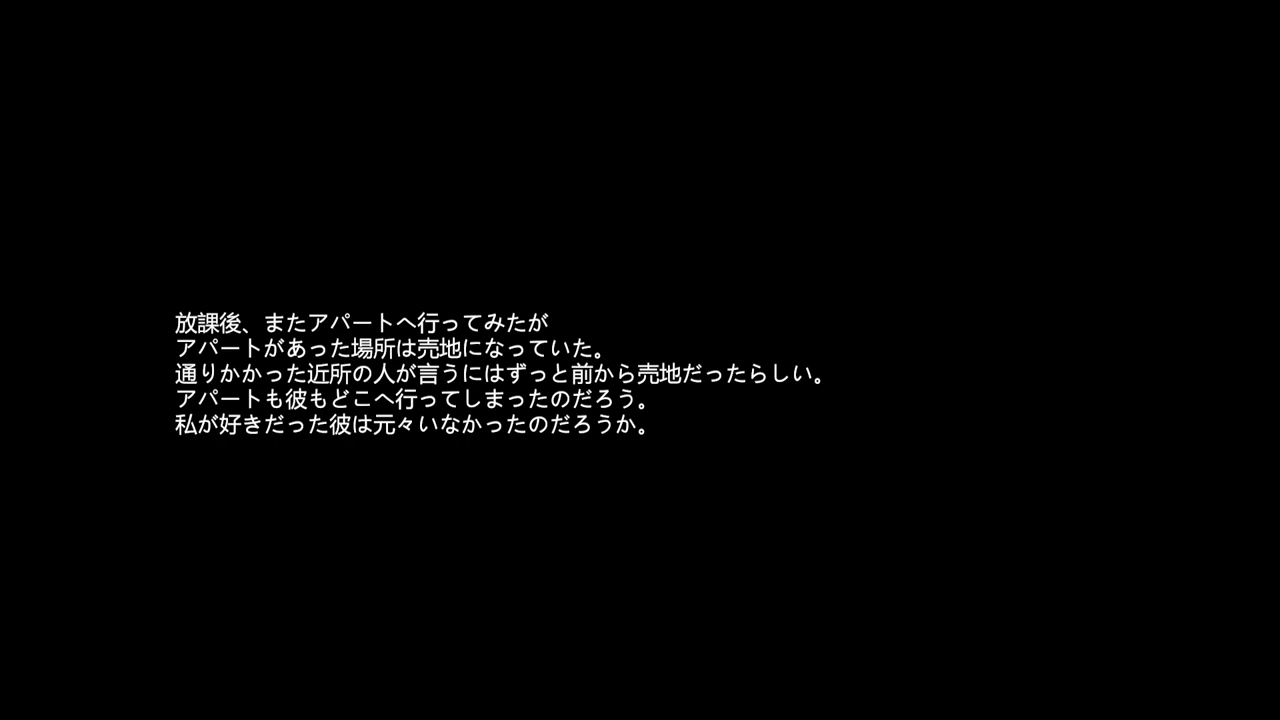 放課後、またアパートへ行ってみたが
アパートがあった場所は売地になっていた。
通りかかった近所の人が言うにはずっと前から売地だったらしい。
アパートも彼もどこへ行ってしまったのだろう。
私が好きだった彼は元々いなかったのだろうか。